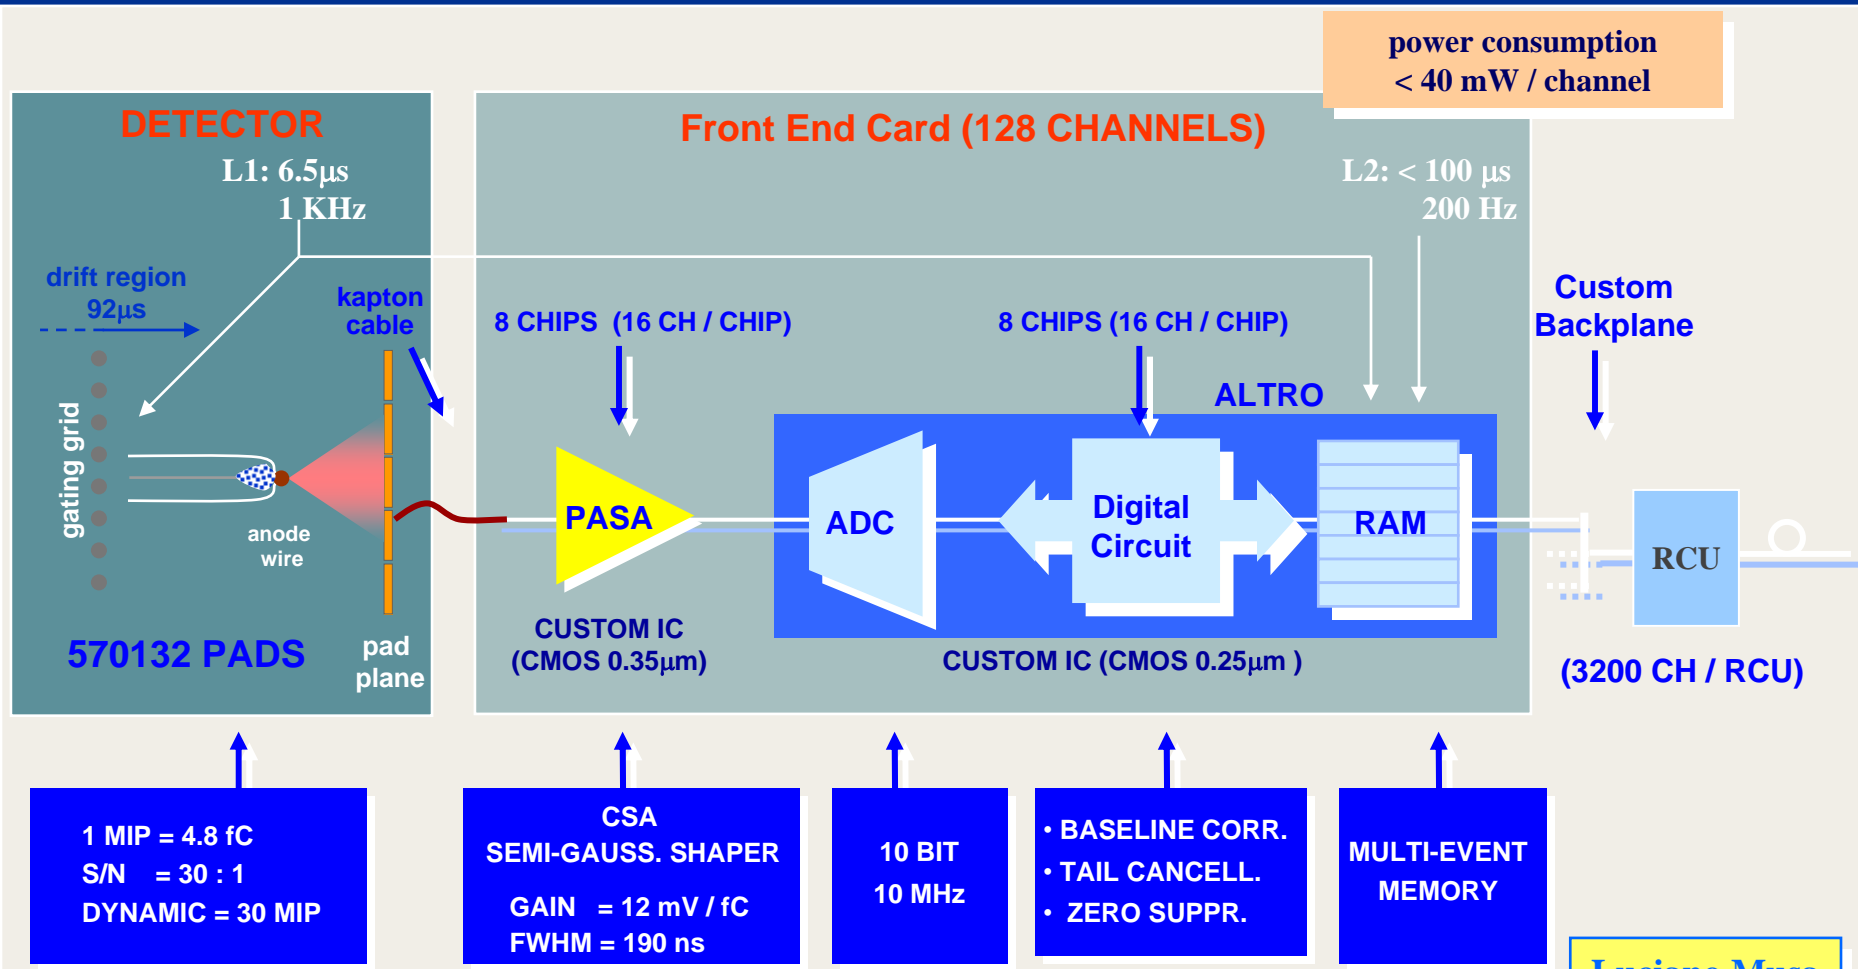 power consumption
< 40 mW / channel
DETECTOR
L1: 6.5μs
1 KHz
drift region
92μs
kapton
cable
gating grid
anode
wire
570132 PADS
pad
plane
Front End Card (128 CHANNELS)
L2: < 100 μs
200 Hz
8 CHIPS (16 CH / CHIP)
8 CHIPS (16 CH / CHIP)
ALTRO
PASA
ADC
Digital
Circuit
RAM
CUSTOM IC
(CMOS 0.35μm)
CUSTOM IC (CMOS 0.25μm )
Custom
Backplane
RCU
(3200 CH / RCU)
1 MIP = 4.8 fC
S/N = 30 : 1
DYNAMIC = 30 MIP
CSA
SEMI-GAUSS. SHAPER
GAIN = 12 mV / fC
FWHM = 190 ns
10 BIT
10 MHz
• BASELINE CORR.
• TAIL CANCELL.
• ZERO SUPPR.
MULTI-EVENT
MEMORY
Luciano Musa